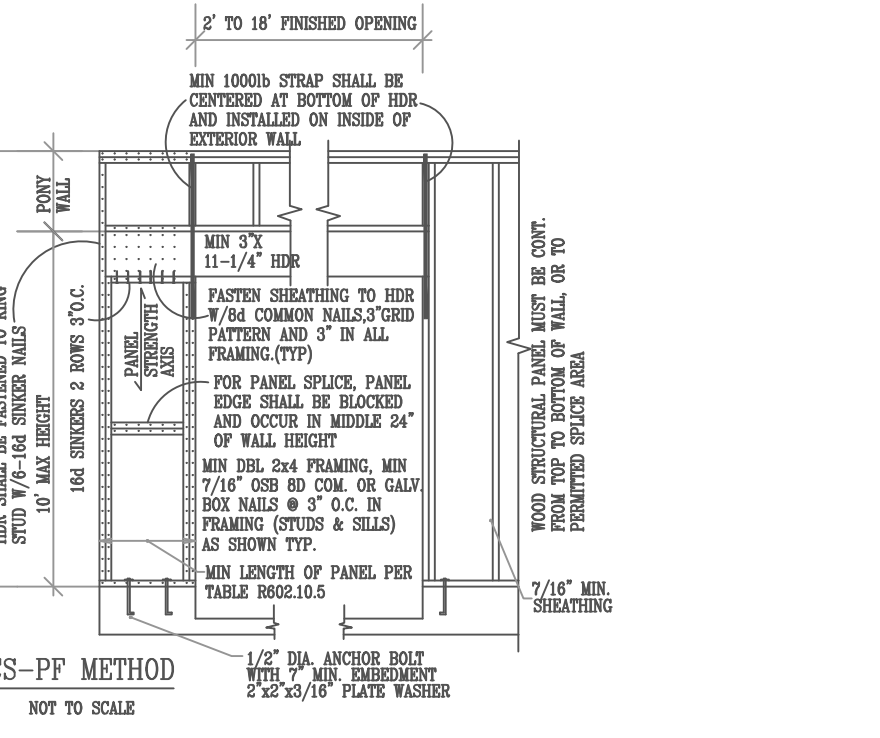 2' TO 18' FINISHED OPENING
MIN 1000lb STRAP SHALL BE
CENTERED AT BOTTOM OF HDR
AND INSTALLED ON INSIDE OF
EXTERIOR WALL
PONY
WALL
MIN 3"X
11-1/4" HDR
FASTEN SHEATHING TO HDR
W/8d COMMON NAILS,3"GRID
PATTERN AND 3" IN ALL
FRAMING.(TYP)
PANEL
STRENGTH
AXIS
FOR PANEL SPLICE, PANEL
EDGE SHALL BE BLOCKED
AND OCCUR IN MIDDLE 24"
OF WALL HEIGHT
MIN DBL 2x4 FRAMING, MIN
7/16" OSB 8D COM. OR GALV.
BOX NAILS @ 3" O.C. IN
FRAMING (STUDS & SILLS)
AS SHOWN TYP.
MIN LENGTH OF PANEL PER
TABLE R602.10.5
HDR SHALL BE FASTENED TO KING
STUD W/6-16d SINKER NAILS
10' MAX HEIGHT
16d SINKERS 2 ROWS 3"O.C.
WOOD STRUCTURAL PANEL MUST BE CONT.
FROM TOP TO BOTTOM OF WALL, OR TO
PERMITTED SPLICE AREA
7/16" MIN.
SHEATHING
1/2" DIA. ANCHOR BOLT
WITH 7" MIN. EMBEDMENT
2"x2"x3/16" PLATE WASHER
CS-PF METHOD
NOT TO SCALE